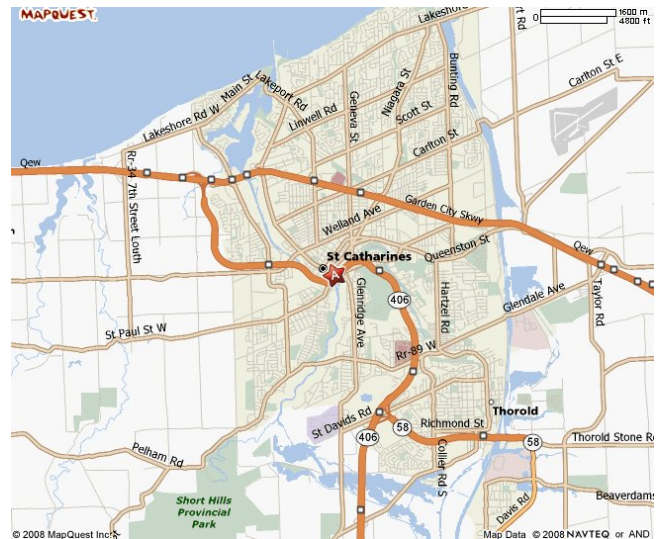 MAPQUEST.
0 1600 m
4800 ft
Lakeshore Rd
Main St
Lakeport Rd
Lakeshore Rd W
Linwell Rd
Geneva St
Niagara St
Scott St
Bunting Rd
Carlton St
Carlton St E
Rd
Qew
Rr-34 7th Street Louth
Garden City Skwy
Welland Ave
Queenston St
Qew
St Catharines
A
406
Glenridge Ave
Hartzel Rd
Glendale Ave
Taylor Rd
St Paul St W
Rr-89 W
Thorold
St Davids Rd
Richmond St
406
58
58
Thorold Stone R
Pelham Rd
Collier Rd S
Davis Rd
Beaverdams
Short Hills
Provincial
Park
© 2008 MapQuest Inc.
Map Data © 2008 NAVTEQ or AND